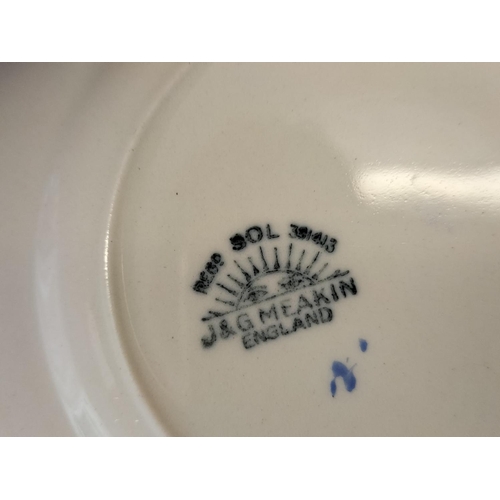 REGD SOL 391413
J & G MEAKIN
ENGLAND